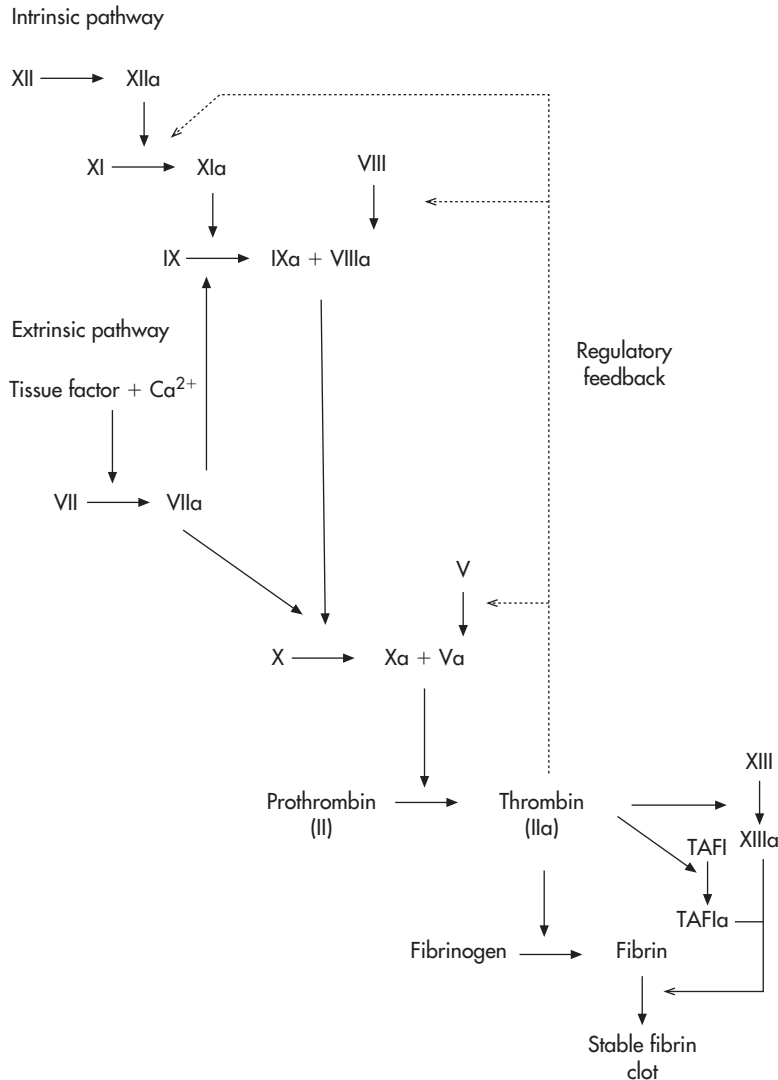 Intrinsic pathway
XII XIIa
XI XIa VIII
IX IXa + VIIIa
Extrinsic pathway
Regulatory
feedback
Tissue factor + Ca²⁺
VII VIIa
V
X Xa + Va
XIII
Prothrombin
(II)
Thrombin
(IIa)
XIIIa
TAFI
TAFIa
Fibrinogen Fibrin
Stable fibrin
clot